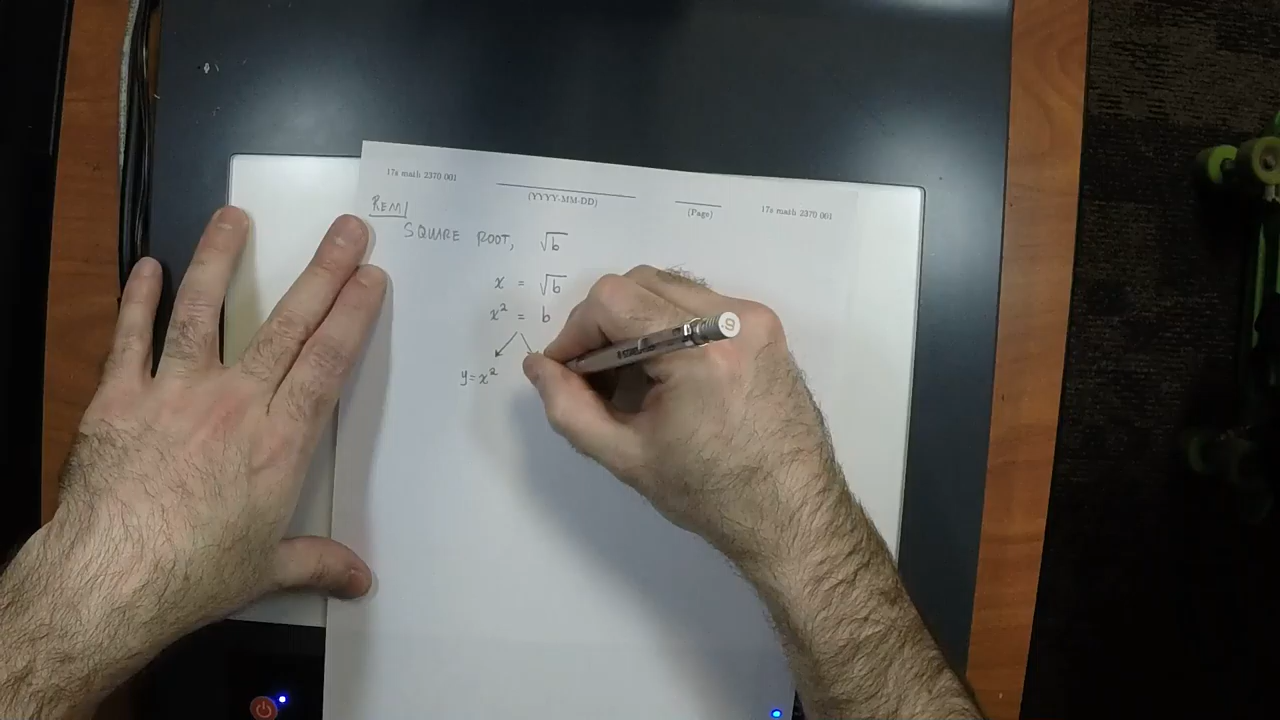 17s math 2370 001
(YYYY-MM-DD)
(Page)
17s math 2370 001
REM
SQUARE ROOT, √b
x = √b
x² = b
y=x²